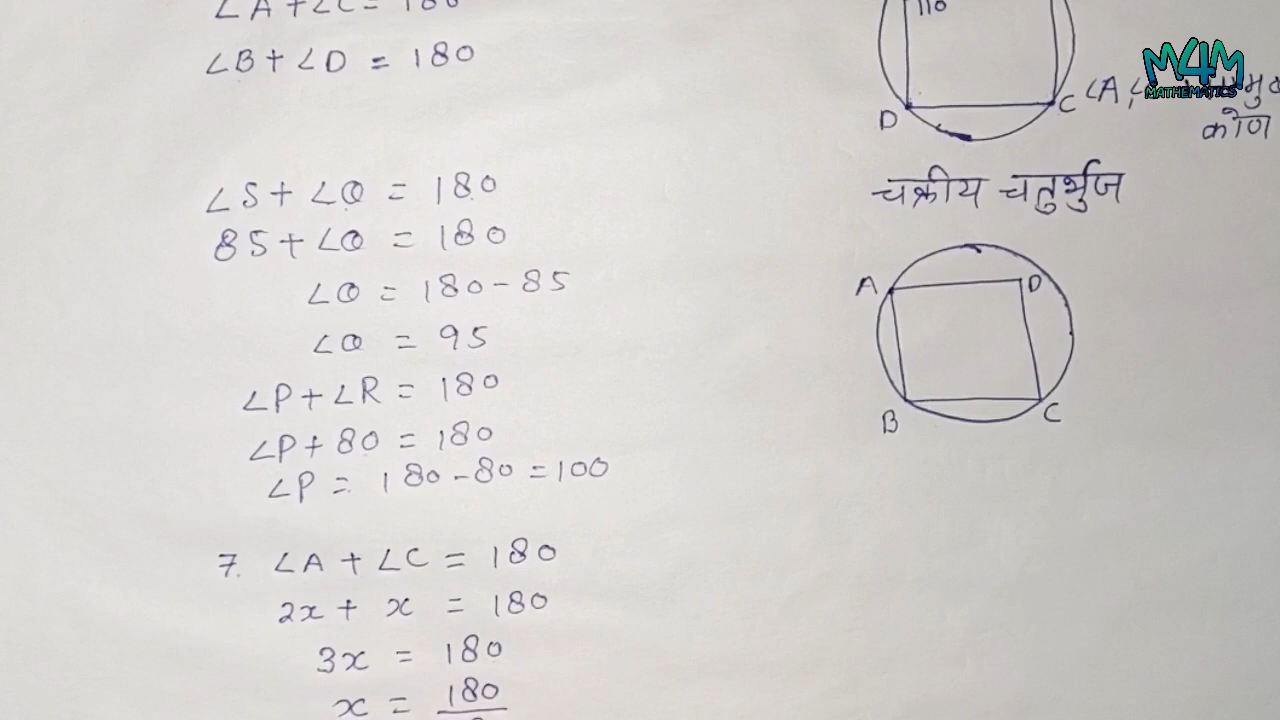 ∠A + ∠C = 180
∠B + ∠D = 180
∠S + ∠Q = 180
85 + ∠Q = 180
∠Q = 180 - 85
∠Q = 95
∠P + ∠R = 180
∠P + 80 = 180
∠P = 180 - 80 = 100
7. ∠A + ∠C = 180
2x + x = 180
3x = 180
x = 180
110
D
C
∠A,
कोण
M4M
MATHEMATICS
चक्रीय चतुर्भुज
A
D
B
C